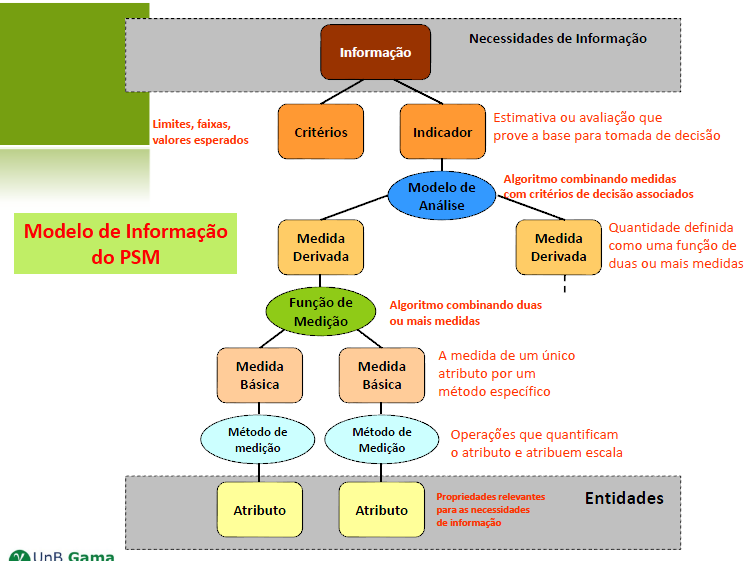 Necessidades de Informação
Informação
Limites, faixas,
valores esperados
Critérios
Indicador
Estimativa ou avaliação que
prove a base para tomada de decisão
Modelo de
Análise
Algoritmo combinando medidas
com critérios de decisão associados
Modelo de Informação
do PSM
Medida
Derivada
Medida
Derivada
Quantidade definida
como uma função de
duas ou mais medidas
Função de
Medição
Algoritmo combinando duas
ou mais medidas
Medida
Básica
Medida
Básica
A medida de um único
atributo por um
método específico
Método de
medição
Método de
Medição
Operações que quantificam
o atributo e atribuem escala
Atributo
Atributo
Propriedades relevantes
para as necessidades
de informação
Entidades
UnB Gama